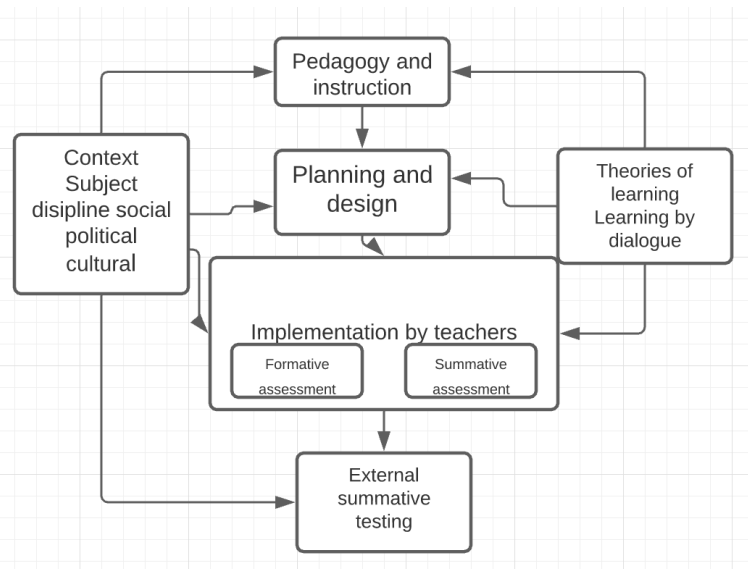 Pedagogy and
instruction
Context
Subject
disipline social
political
cultural
Planning and
design
Theories of
learning
Learning by
dialogue
Implementation by teachers
Formative
assessment
Summative
assessment
External
summative
testing